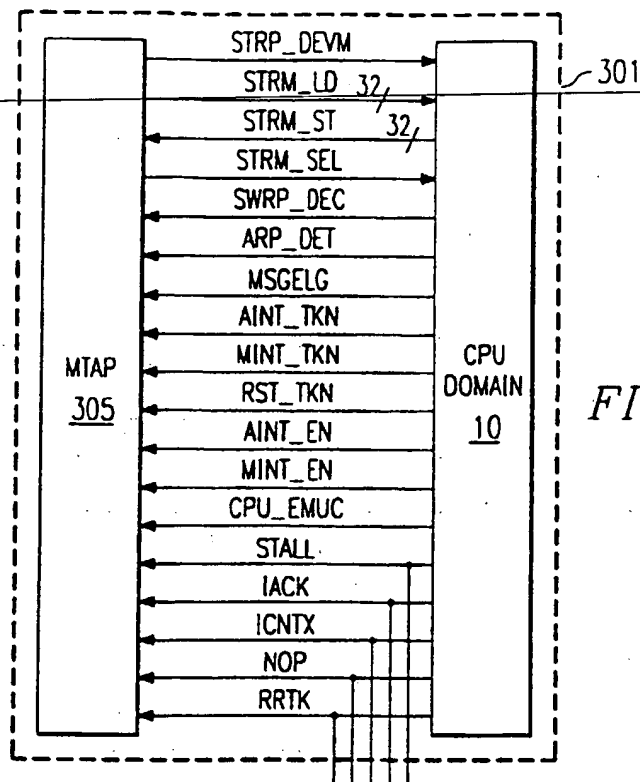 STRP_DEVM
301
STRM_LD 32
STRM_ST 32
STRM_SEL
SWRP_DEC
ARP_DET
MSGELG
AINT_TKN
MINT_TKN
MTAP
305
CPU
DOMAIN
10
RST_TKN
FI
AINT_EN
MINT_EN
CPU_EMUC
STALL
IACK
ICNTX
NOP
RRTK